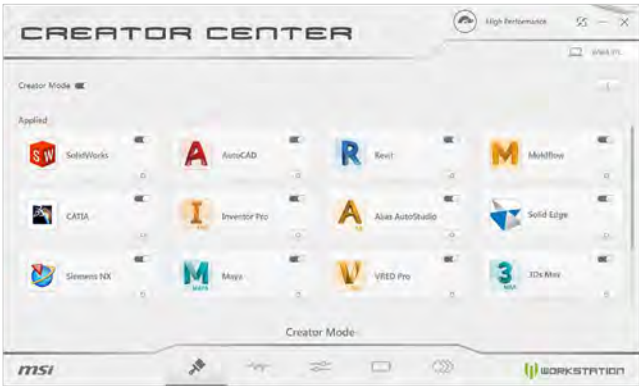 CREATOR CENTER
High Performance
Creator Mode
Applied
SolidWorks
AutoCAD
Revit
Moldflow
CATIA
Inventor Pro
Alias AutoStudio
Solid Edge
Siemens NX
Maya
VRED Pro
3Ds Max
Creator Mode
msi
WORKSTATION